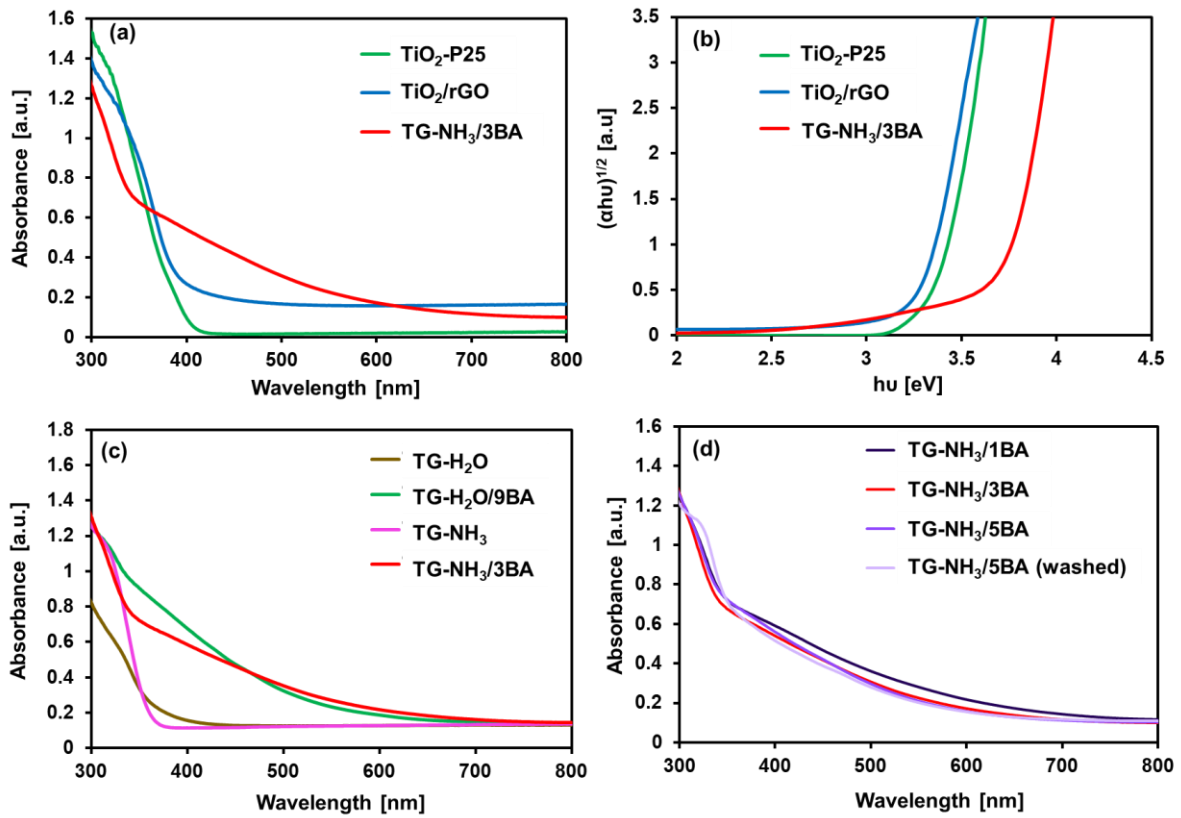 (a)
TiO2-P25
TiO2/rGO
TG-NH3/3BA
Absorbance [a.u.]
1.6
1.4
1.2
1
0.8
0.6
0.4
0.2
0
300 400 500 600 700 800
Wavelength [nm]
(b)
TiO2-P25
TiO2/rGO
TG-NH3/3BA
(αhυ)1/2 [a.u]
3.5
3
2.5
2
1.5
1
0.5
0
2 2.5 3 3.5 4 4.5
hυ [eV]
(c)
TG-H2O
TG-H2O/9BA
TG-NH3
TG-NH3/3BA
Absorbance [a.u.]
1.8
1.6
1.4
1.2
1
0.8
0.6
0.4
0.2
0
300 400 500 600 700 800
Wavelength [nm]
(d)
TG-NH3/1BA
TG-NH3/3BA
TG-NH3/5BA
TG-NH3/5BA (washed)
Absorbance [a.u.]
1.6
1.4
1.2
1
0.8
0.6
0.4
0.2
0
300 400 500 600 700 800
Wavelength [nm]